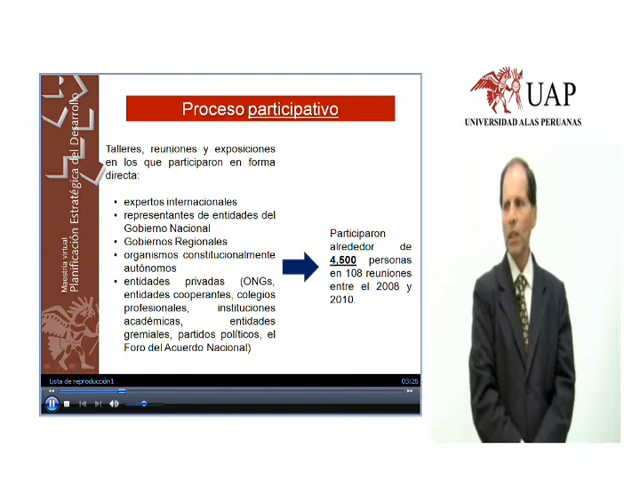 Proceso participativo
Talleres, reuniones y exposiciones
en los que participaron en forma
directa:
• expertos internacionales
• representantes de entidades del
Gobierno Nacional
• Gobiernos Regionales
• organismos constitucionalmente
autónomos
• entidades privadas (ONGs,
entidades cooperantes, colegios
profesionales, instituciones
académicas, entidades
gremiales, partidos políticos, el
Foro del Acuerdo Nacional)
Participaron
alrededor de
4,500 personas
en 108 reuniones
entre el 2008 y
2010.
Maestría virtual
Planificación Estratégica del Desarrollo
Lista de reproducción1
03:26
UAP
UNIVERSIDAD ALAS PERUANAS